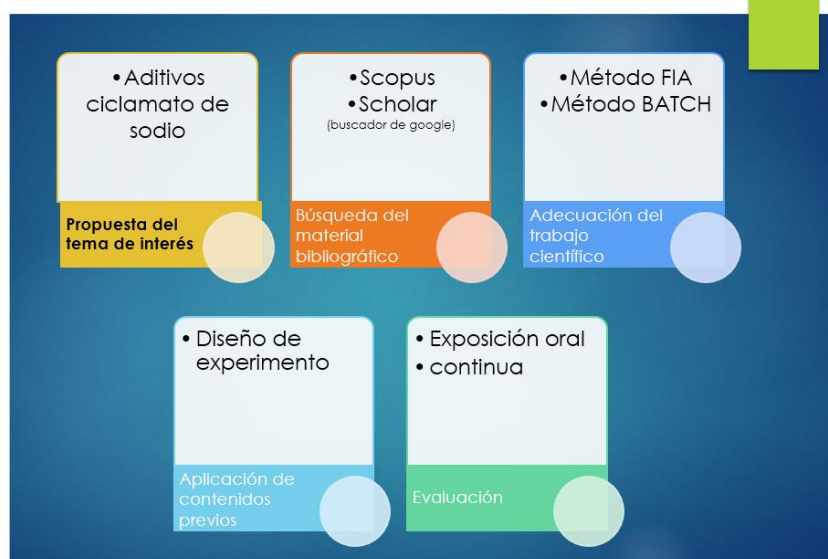 • Aditivos
ciclamato de
sodio
Propuesta del
tema de interés
• Scopus
• Scholar
(buscador de google)
Búsqueda del
material
bibliográfico
• Método FIA
• Método BATCH
Adecuación del
trabajo
científico
• Diseño de
experimento
Aplicación de
contenidos
previos
• Exposición oral
• continua
Evaluación